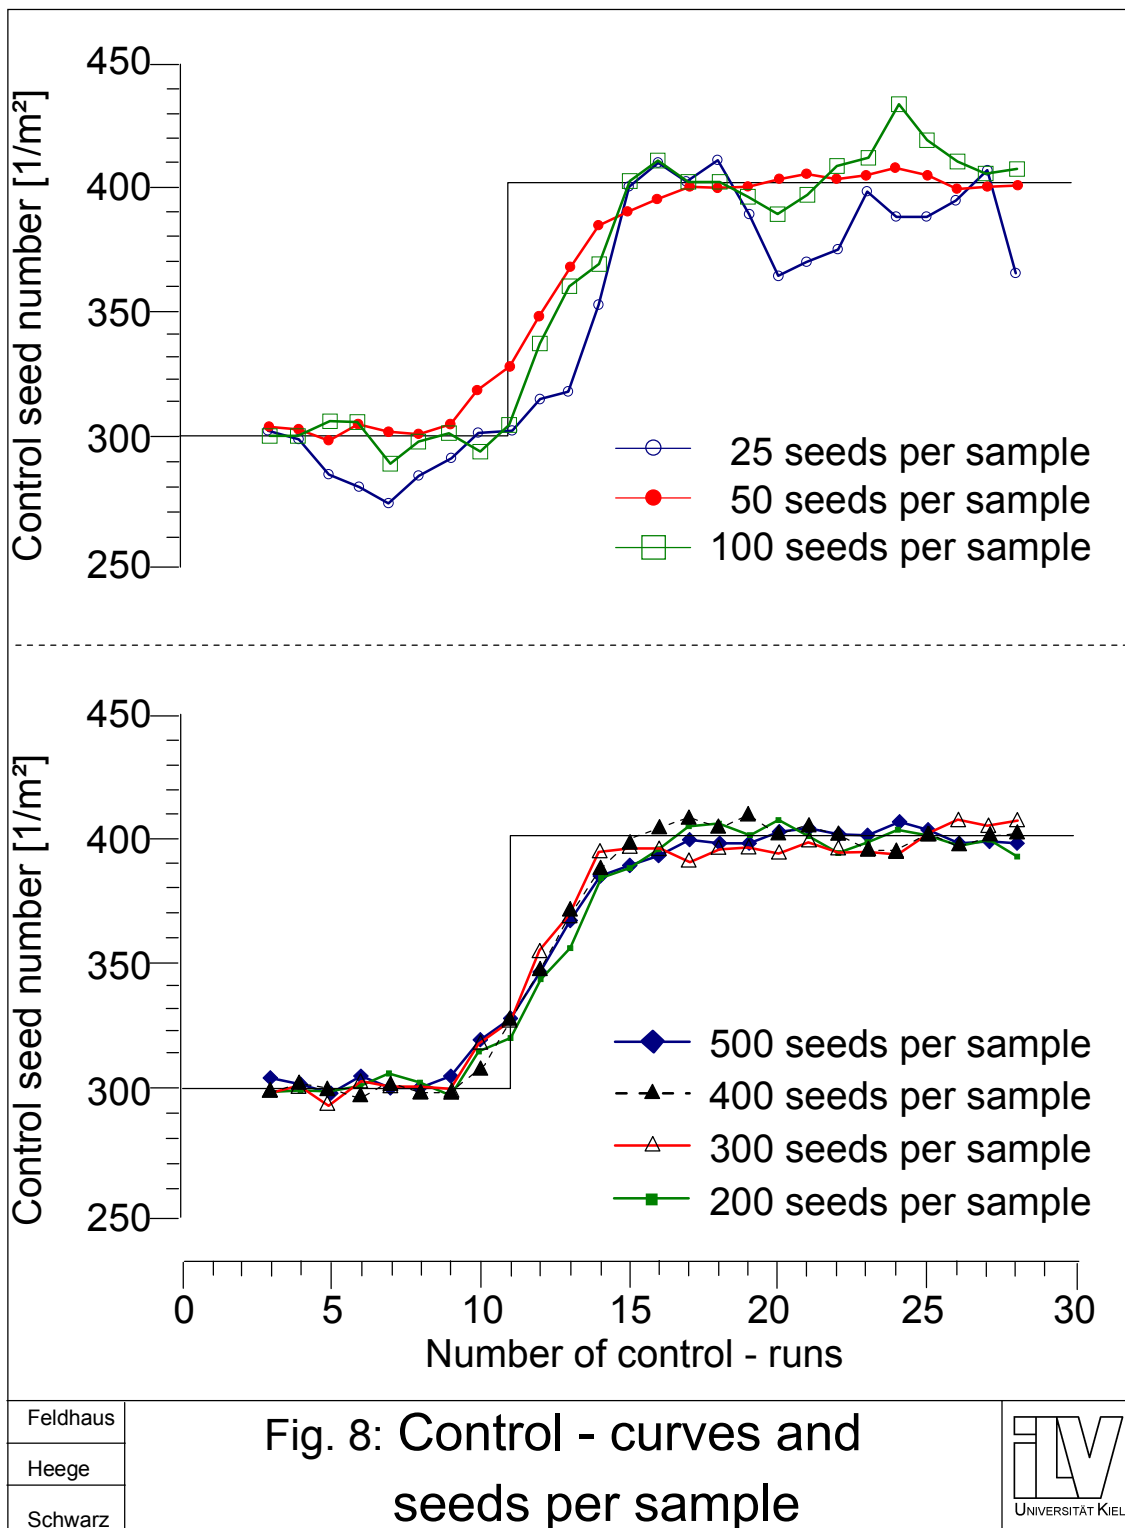 450
400
350
300
250
Control seed number [1/m²]
25 seeds per sample
50 seeds per sample
100 seeds per sample
450
400
350
300
250
Control seed number [1/m²]
500 seeds per sample
400 seeds per sample
300 seeds per sample
200 seeds per sample
0 5 10 15 20 25 30
Number of control - runs
Feldhaus
Heege
Schwarz
Fig. 8: Control - curves and
seeds per sample
iLV
UNIVERSITÄT KIEL